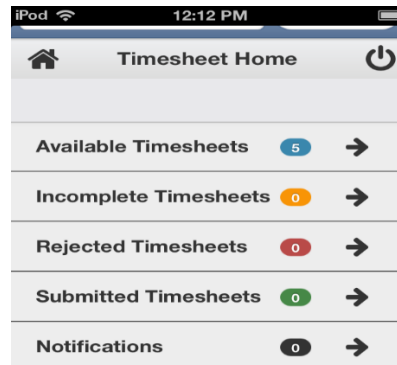 iPod 12:12 PM
Timesheet Home
Available Timesheets 5
Incomplete Timesheets 0
Rejected Timesheets 0
Submitted Timesheets 0
Notifications 0